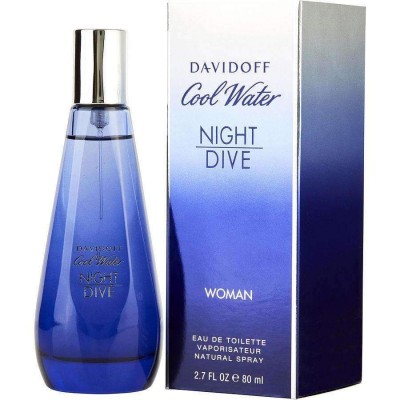 DAVIDOFF
Cool Water
NIGHT
DIVE
DAVIDOFF
Cool Water
NIGHT
DIVE
WOMAN
EAU DE TOILETTE
VAPORISATEUR
NATURAL SPRAY
2.7 FL OZ ℮ 80 ml